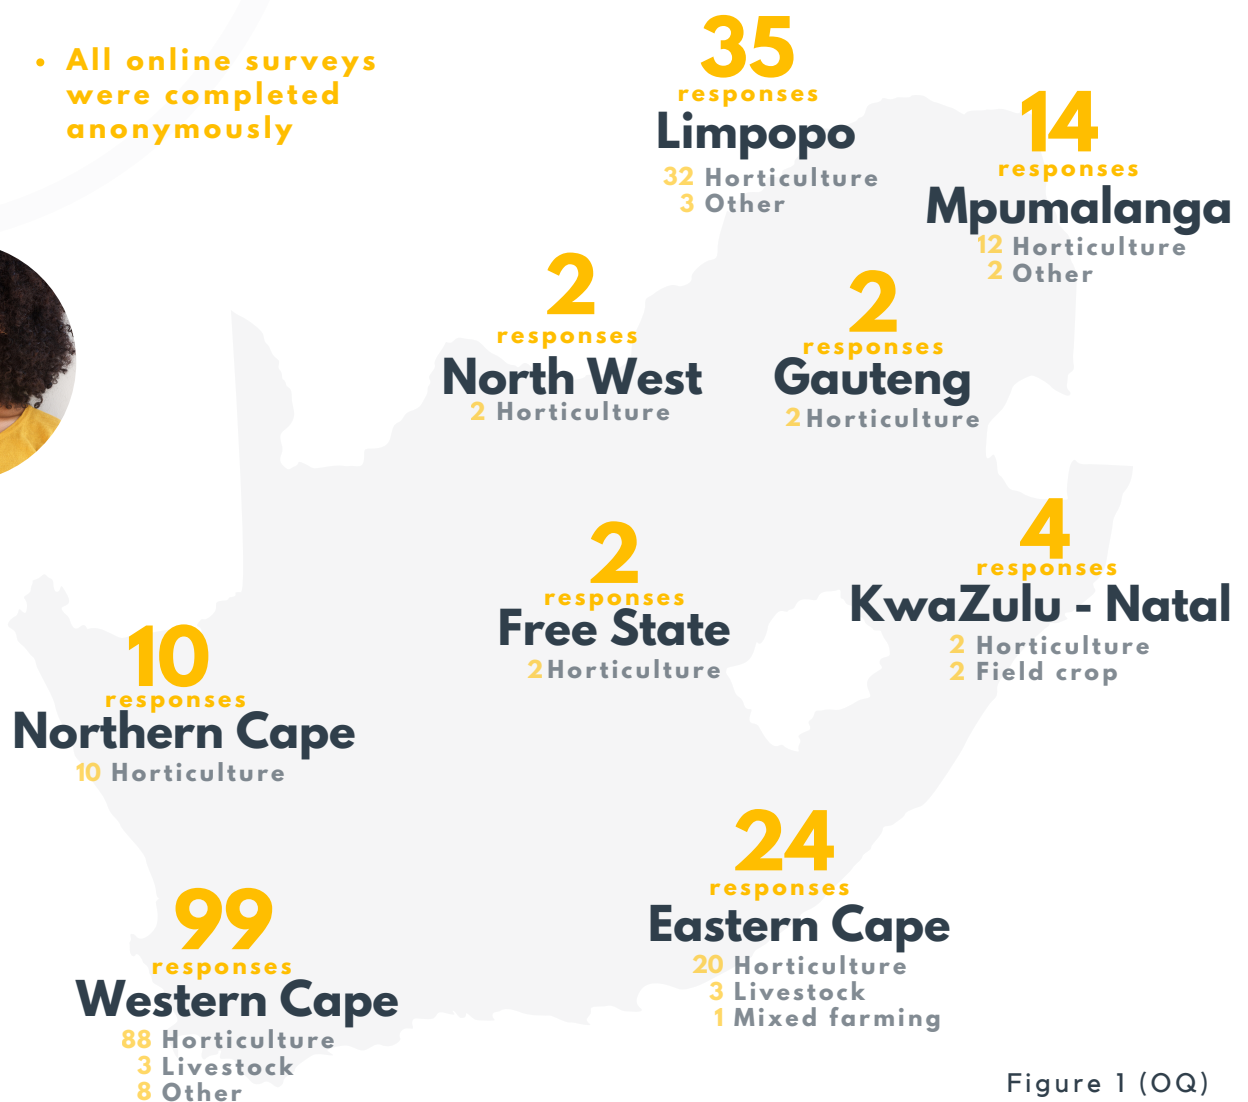 • All online surveys
were completed
anonymously
35
responses
Limpopo
32 Horticulture
3 Other
14
responses
Mpumalanga
12 Horticulture
2 Other
2
responses
North West
2 Horticulture
2
responses
Gauteng
2 Horticulture
2
responses
Free State
2 Horticulture
4
responses
KwaZulu - Natal
2 Horticulture
2 Field crop
10
responses
Northern Cape
10 Horticulture
24
responses
Eastern Cape
20 Horticulture
3 Livestock
1 Mixed farming
99
responses
Western Cape
88 Horticulture
3 Livestock
8 Other
Figure 1 (OQ)